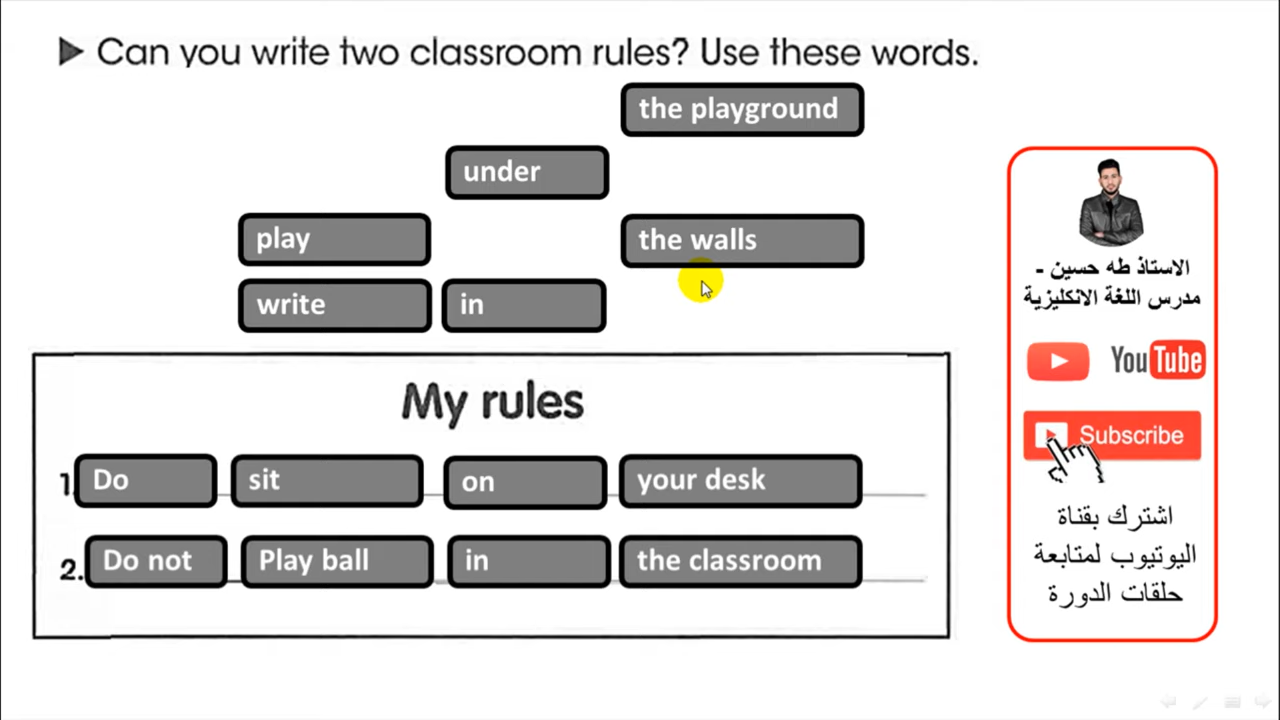 Can you write two classroom rules? Use these words.
the playground
under
play
the walls
write
in
My rules
1. Do sit on your desk
2. Do not Play ball in the classroom
الاستاذ طه حسين -
مدرس اللغة الانكليزية
YouTube
Subscribe
اشترك بقناة
اليوتيوب لمتابعة
حلقات الدورة